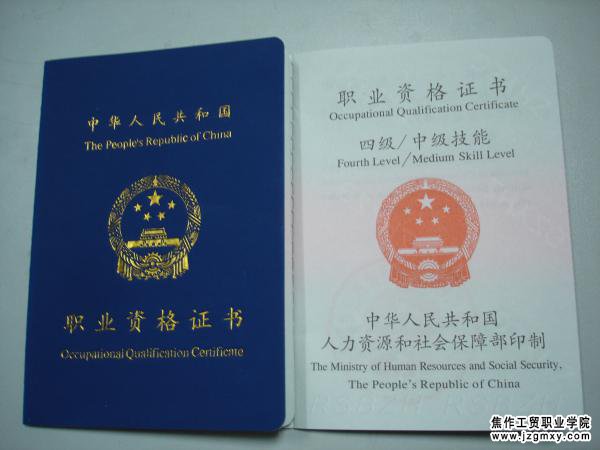 中华人民共和国
The People's Republic of China
职业资格证书
Occupational Qualification Certificate
职业资格证书
Occupational Qualification Certificate
四级/中级技能
Fourth Level/Medium Skill Level
中华人民共和国
人力资源和社会保障部印制
The Ministry of Human Resources and Social Security,
The People's Republic of China
焦作工贸职业学院
www.jzgmxy.com